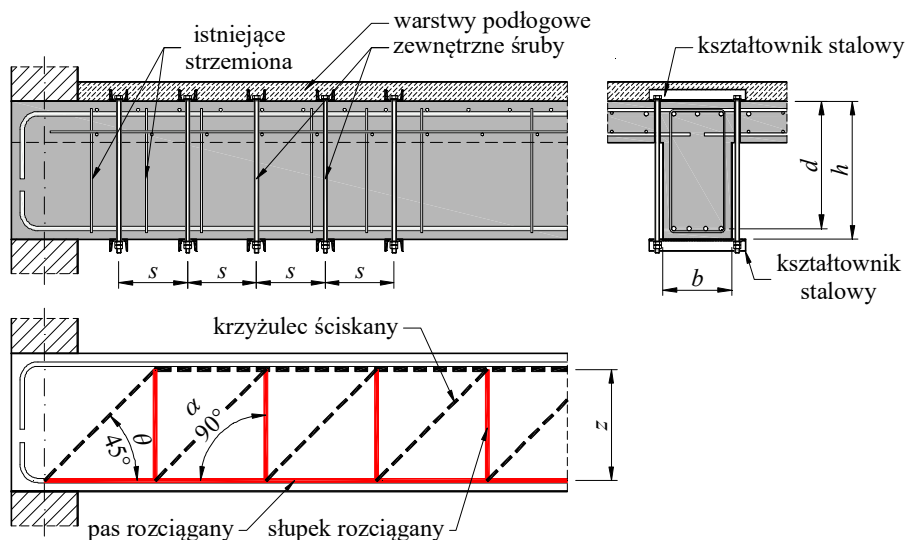 istniejące
strzemiona
warstwy podłogowe
zewnętrzne śruby
kształtownik stalowy
d
h
s
s
s
s
b
kształtownik
stalowy
krzyżulec ściskany
45°
θ
α
90°
z
pas rozciągany
słupek rozciągany